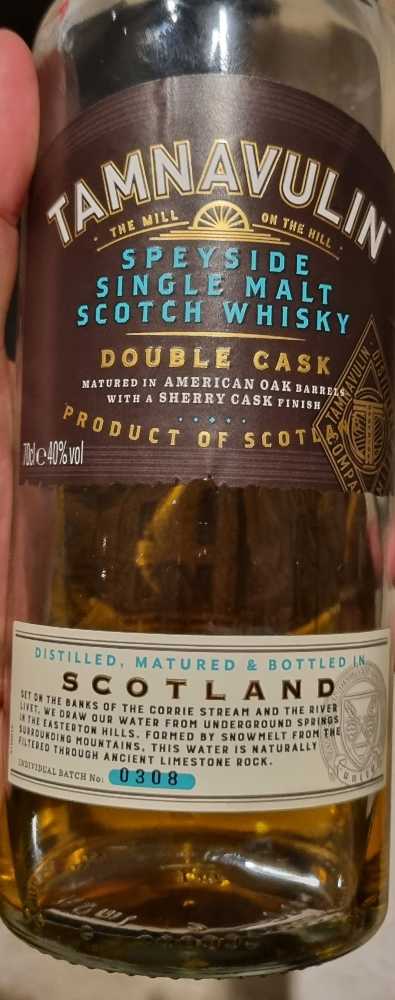 TAMNAVULIN
THE MILL ON THE HILL
SPEYSIDE
SINGLE MALT
SCOTCH WHISKY
DOUBLE CASK
MATURED IN AMERICAN OAK BARRELS
WITH A SHERRY CASK FINISH
PRODUCT OF SCOTLA
70cl e 40% vol
TAMNAVULIN
DISTILLED, MATURED & BOTTLED IN
SCOTLAND
SET ON THE BANKS OF THE CORRIE STREAM AND THE RIVER
LIVET, WE DRAW OUR WATER FROM UNDERGROUND SPRINGS
IN THE EASTERTON HILLS. FORMED BY SNOWMELT FROM THE
SURROUNDING MOUNTAINS, THIS WATER IS NATURALLY
FILTERED THROUGH ANCIENT LIMESTONE ROCK.
INDIVIDUAL BATCH No: 0308